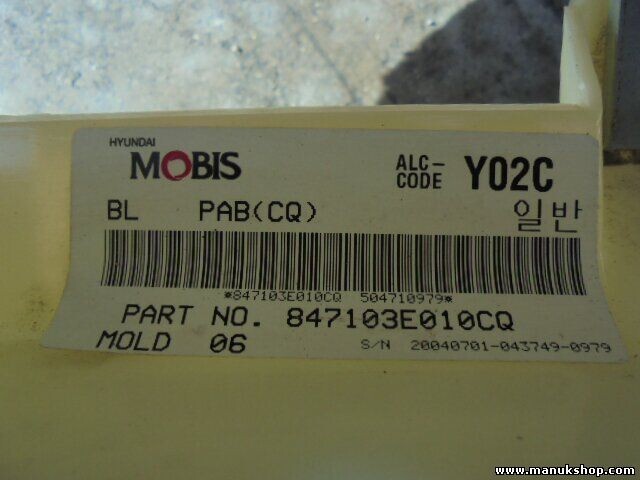 HYUNDAI
MOBIS
ALC-CODE Y02C
BL PAB(CQ) 일반
*847103E010CQ 504710979*
PART NO. 847103E010CQ
MOLD 06 S/N 20040701-043749-0979
www.manukshop.com